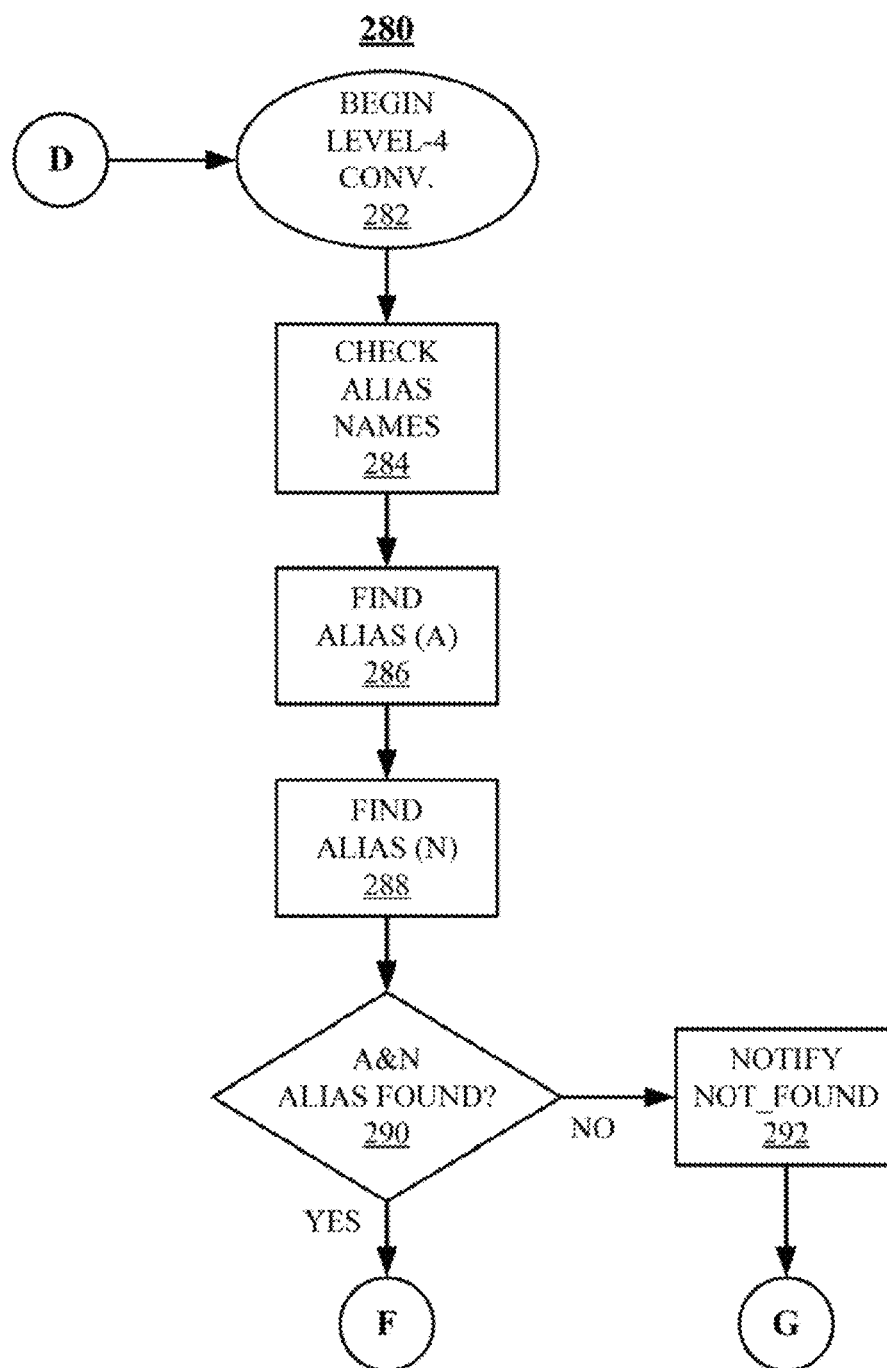 280
D
BEGIN
LEVEL-4
CONV.
282
CHECK
ALIAS
NAMES
284
FIND
ALIAS (A)
286
FIND
ALIAS (N)
288
A&N
ALIAS FOUND?
290
NO
NOTIFY
NOT_FOUND
292
YES
F
G